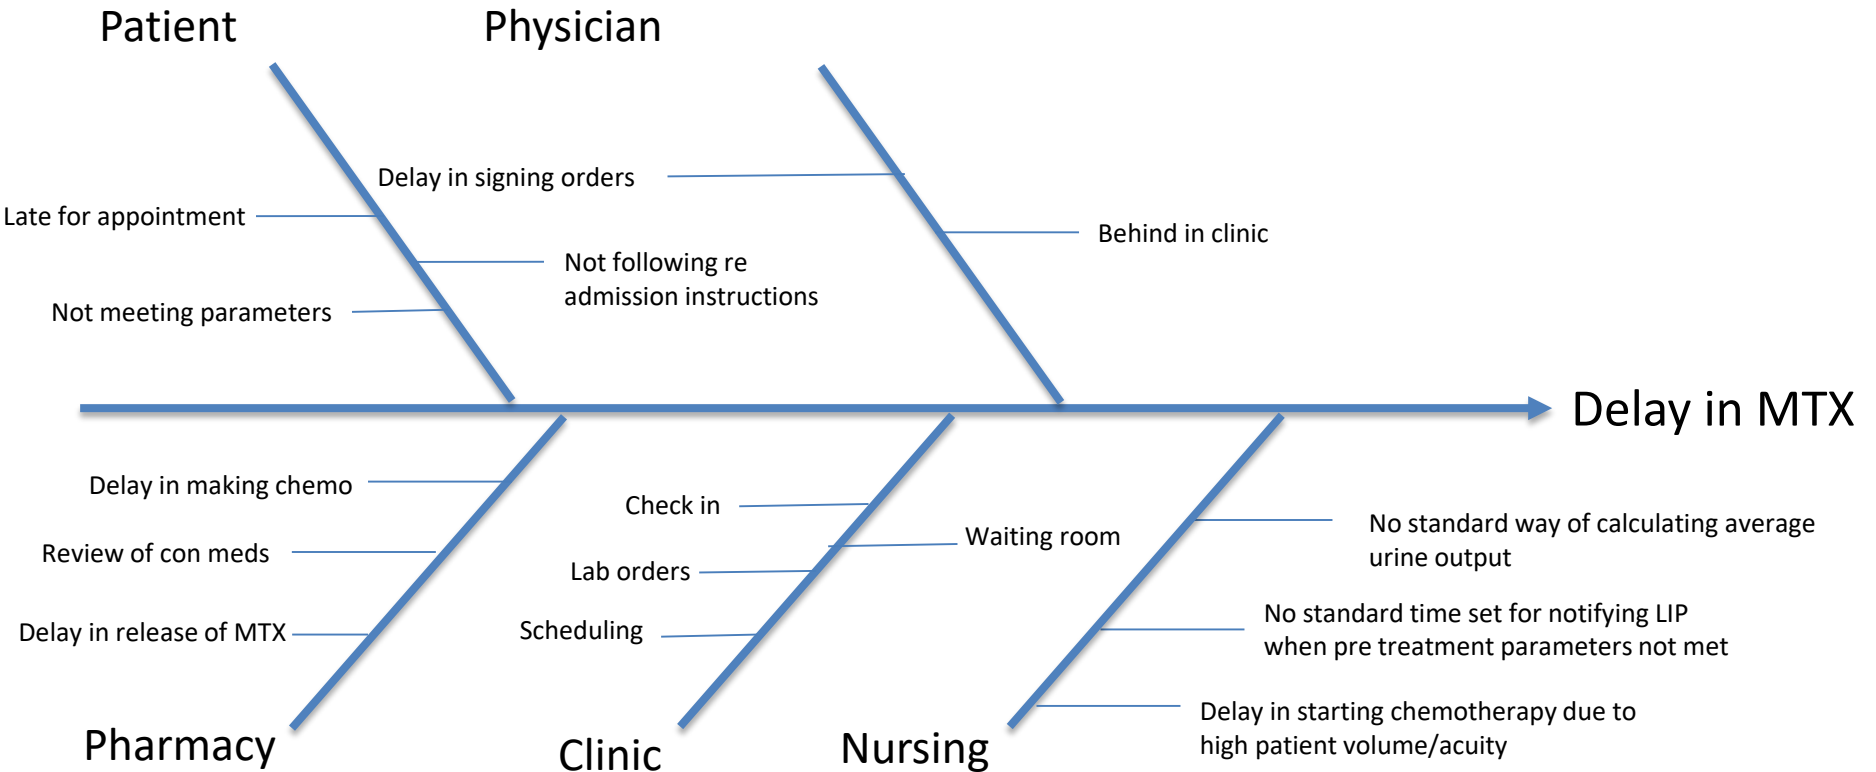 Patient
Physician
Delay in signing orders
Late for appointment
Behind in clinic
Not following re
admission instructions
Not meeting parameters
Delay in MTX
Delay in making chemo
Check in
Waiting room
No standard way of calculating average
urine output
Review of con meds
Lab orders
No standard time set for notifying LIP
when pre treatment parameters not met
Delay in release of MTX
Scheduling
Delay in starting chemotherapy due to
high patient volume/acuity
Pharmacy
Clinic
Nursing